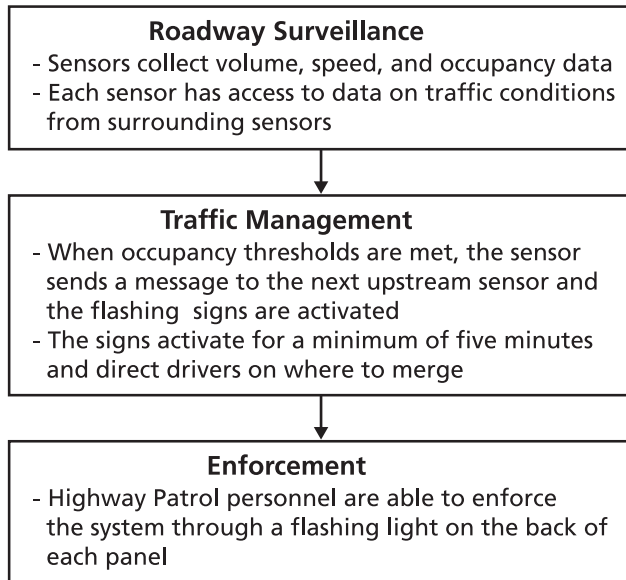 Roadway Surveillance
- Sensors collect volume, speed, and occupancy data
- Each sensor has access to data on traffic conditions
from surrounding sensors
Traffic Management
- When occupancy thresholds are met, the sensor
sends a message to the next upstream sensor and
the flashing signs are activated
- The signs activate for a minimum of five minutes
and direct drivers on where to merge
Enforcement
- Highway Patrol personnel are able to enforce
the system through a flashing light on the back of
each panel